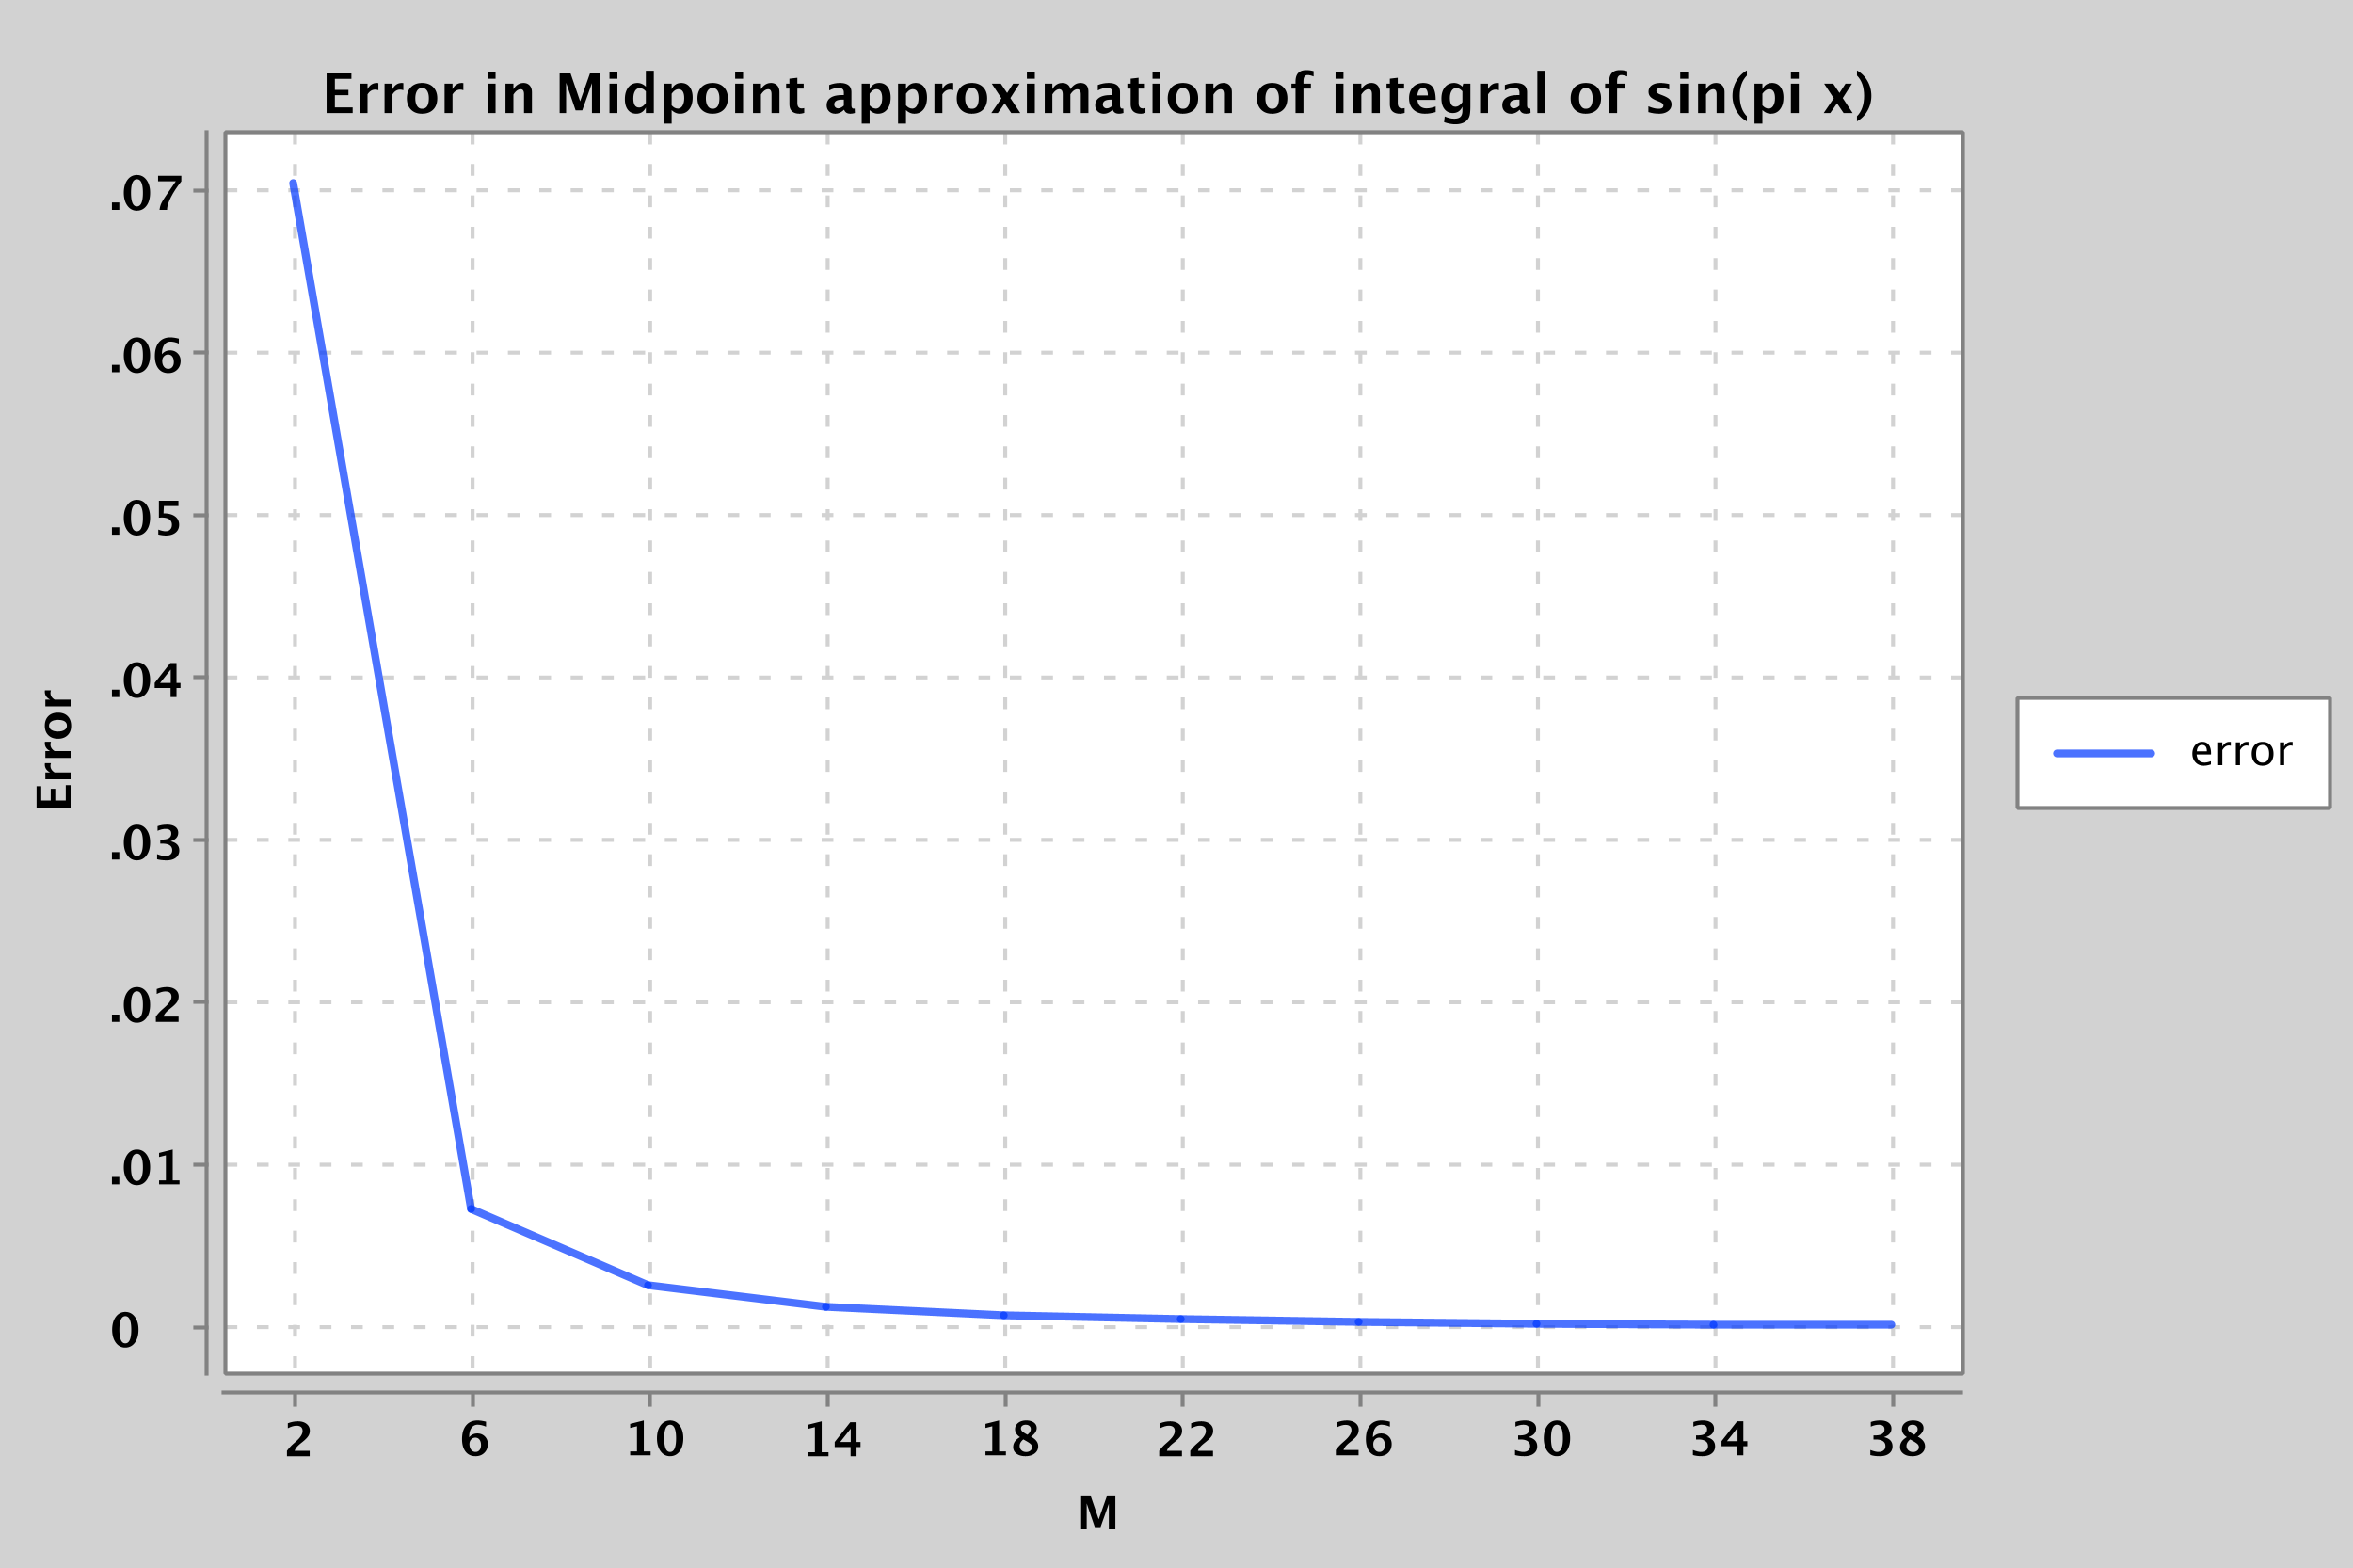 Error in Midpoint approximation of integral of sin(pi x)
.07
.06
.05
.04
.03
.02
.01
0
Error
error
2 6 10 14 18 22 26 30 34 38
M